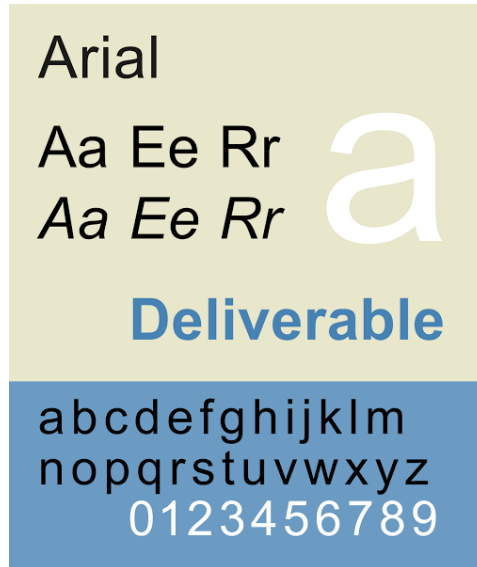 Arial
Aa Ee Rr
a
Aa Ee Rr
Deliverable
abcdefghijklm
nopqrstuvwxyz
0123456789